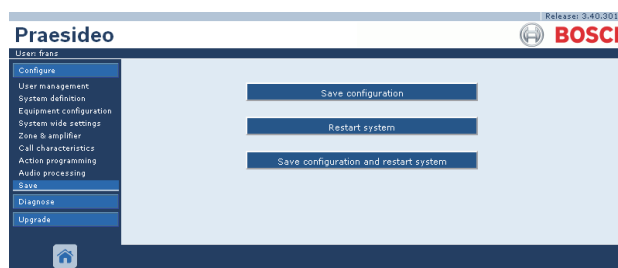 Release: 3.40.301
Praesideo
BOSCH
User: frans
Configure
User management
System definition
Equipment configuration
System wide settings
Zone & amplifier
Call characteristics
Action programming
Audio processing
Save
Diagnose
Upgrade
Save configuration
Restart system
Save configuration and restart system